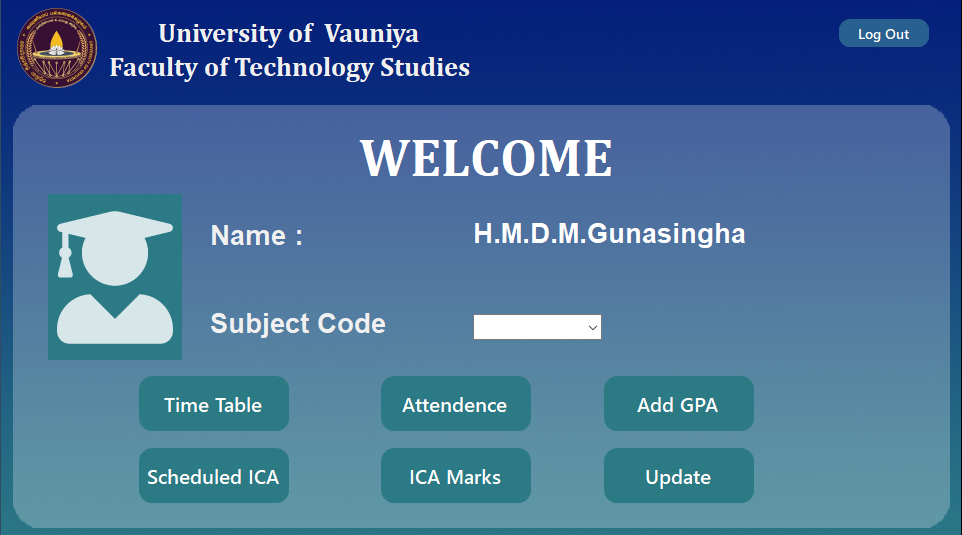 University of Vauniya
Faculty of Technology Studies
Log Out
WELCOME
Name :
H.M.D.M.Gunasingha
Subject Code
Time Table
Attendence
Add GPA
Scheduled ICA
ICA Marks
Update